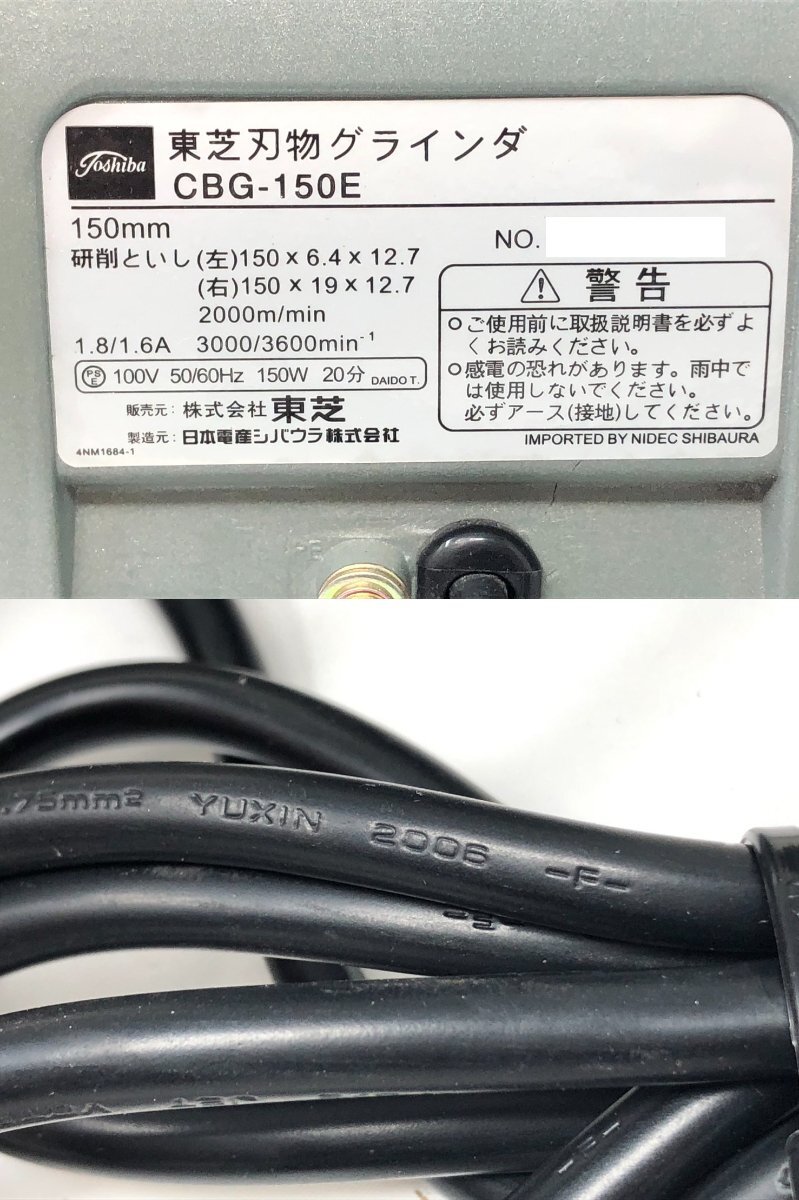 Toshiba
東芝刃物グラインダ
CBG-150E
150mm
NO.
研削といし(左)150×6.4×12.7
(右)150×19×12.7
2000m/min
1.8/1.6A 3000/3600min⁻¹
PSE 100V 50/60Hz 150W 20分 DAIDO T.
販売元:株式会社 東芝
製造元:日本電産シバウラ株式会社
4NM1684-1
警告
ご使用前に取扱説明書を必ずよ
くお読みください。
感電の恐れがあります。雨中で
は使用しないでください。
必ずアース(接地)してください。
IMPORTED BY NIDEC SHIBAURA
.75mm2 YUXIN 2006 -F-
-F-